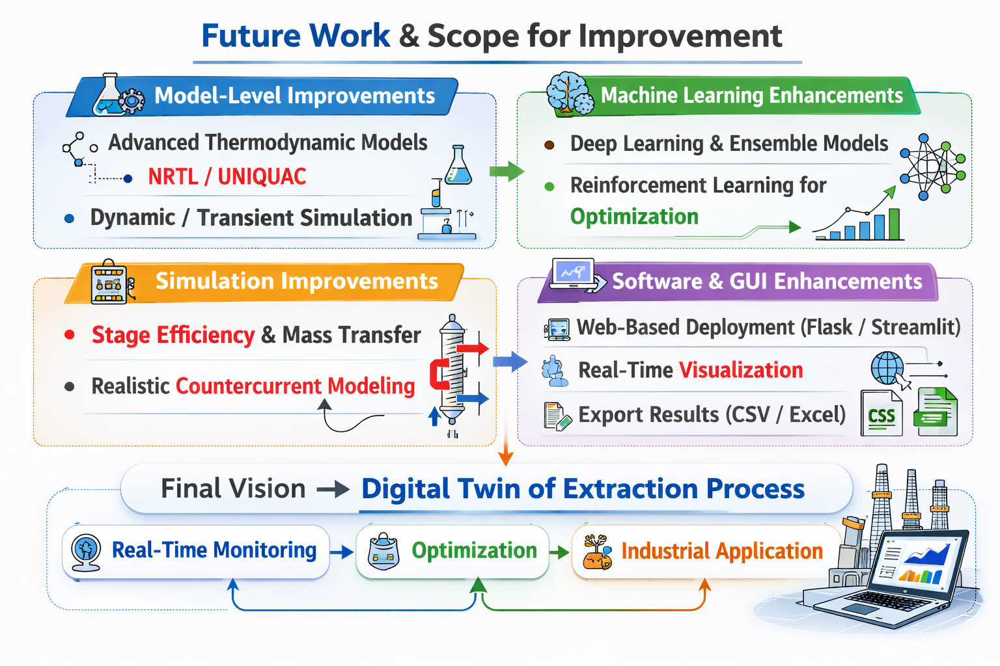 Future Work & Scope for Improvement
Model-Level Improvements
Advanced Thermodynamic Models
NRTL / UNIQUAC
Dynamic / Transient Simulation
Machine Learning Enhancements
Deep Learning & Ensemble Models
Reinforcement Learning for
Optimization
Simulation Improvements
Stage Efficiency & Mass Transfer
Realistic Countercurrent Modeling
Software & GUI Enhancements
Web-Based Deployment (Flask / Streamlit)
Real-Time Visualization
Export Results (CSV / Excel)
CSS
Final Vision → Digital Twin of Extraction Process
Real-Time Monitoring
Optimization
Industrial Application